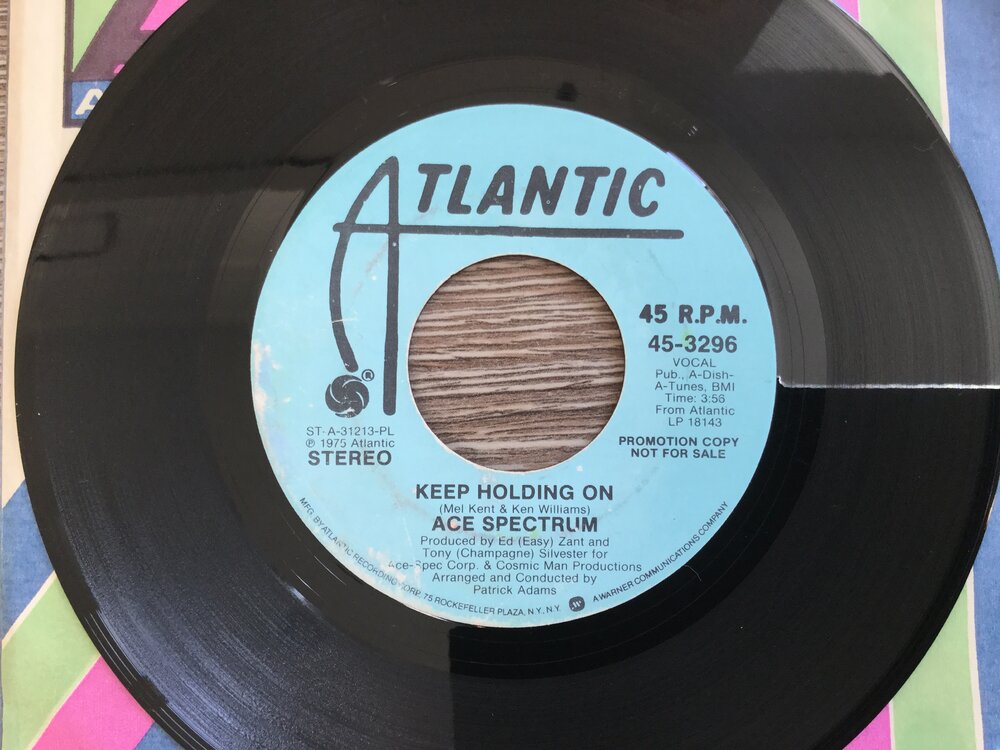 ATLANTIC
45 R.P.M.
45-3296
VOCAL
Pub., A-Dish-
A-Tunes, BMI
Time: 3:56
From Atlantic
LP 18143
PROMOTION COPY
NOT FOR SALE
®
ST-A-31213-PL
℗ 1975 Atlantic
STEREO
KEEP HOLDING ON
(Mel Kent & Ken Williams)
ACE SPECTRUM
Produced by Ed (Easy) Zant and
Tony (Champagne) Silvester for
Ace-Spec Corp. & Cosmic Man Productions
Arranged and Conducted by
Patrick Adams
MFG. BY ATLANTIC RECORDING CORP. 75 ROCKEFELLER PLAZA, N.Y., N.Y. W A WARNER COMMUNICATIONS COMPANY
A